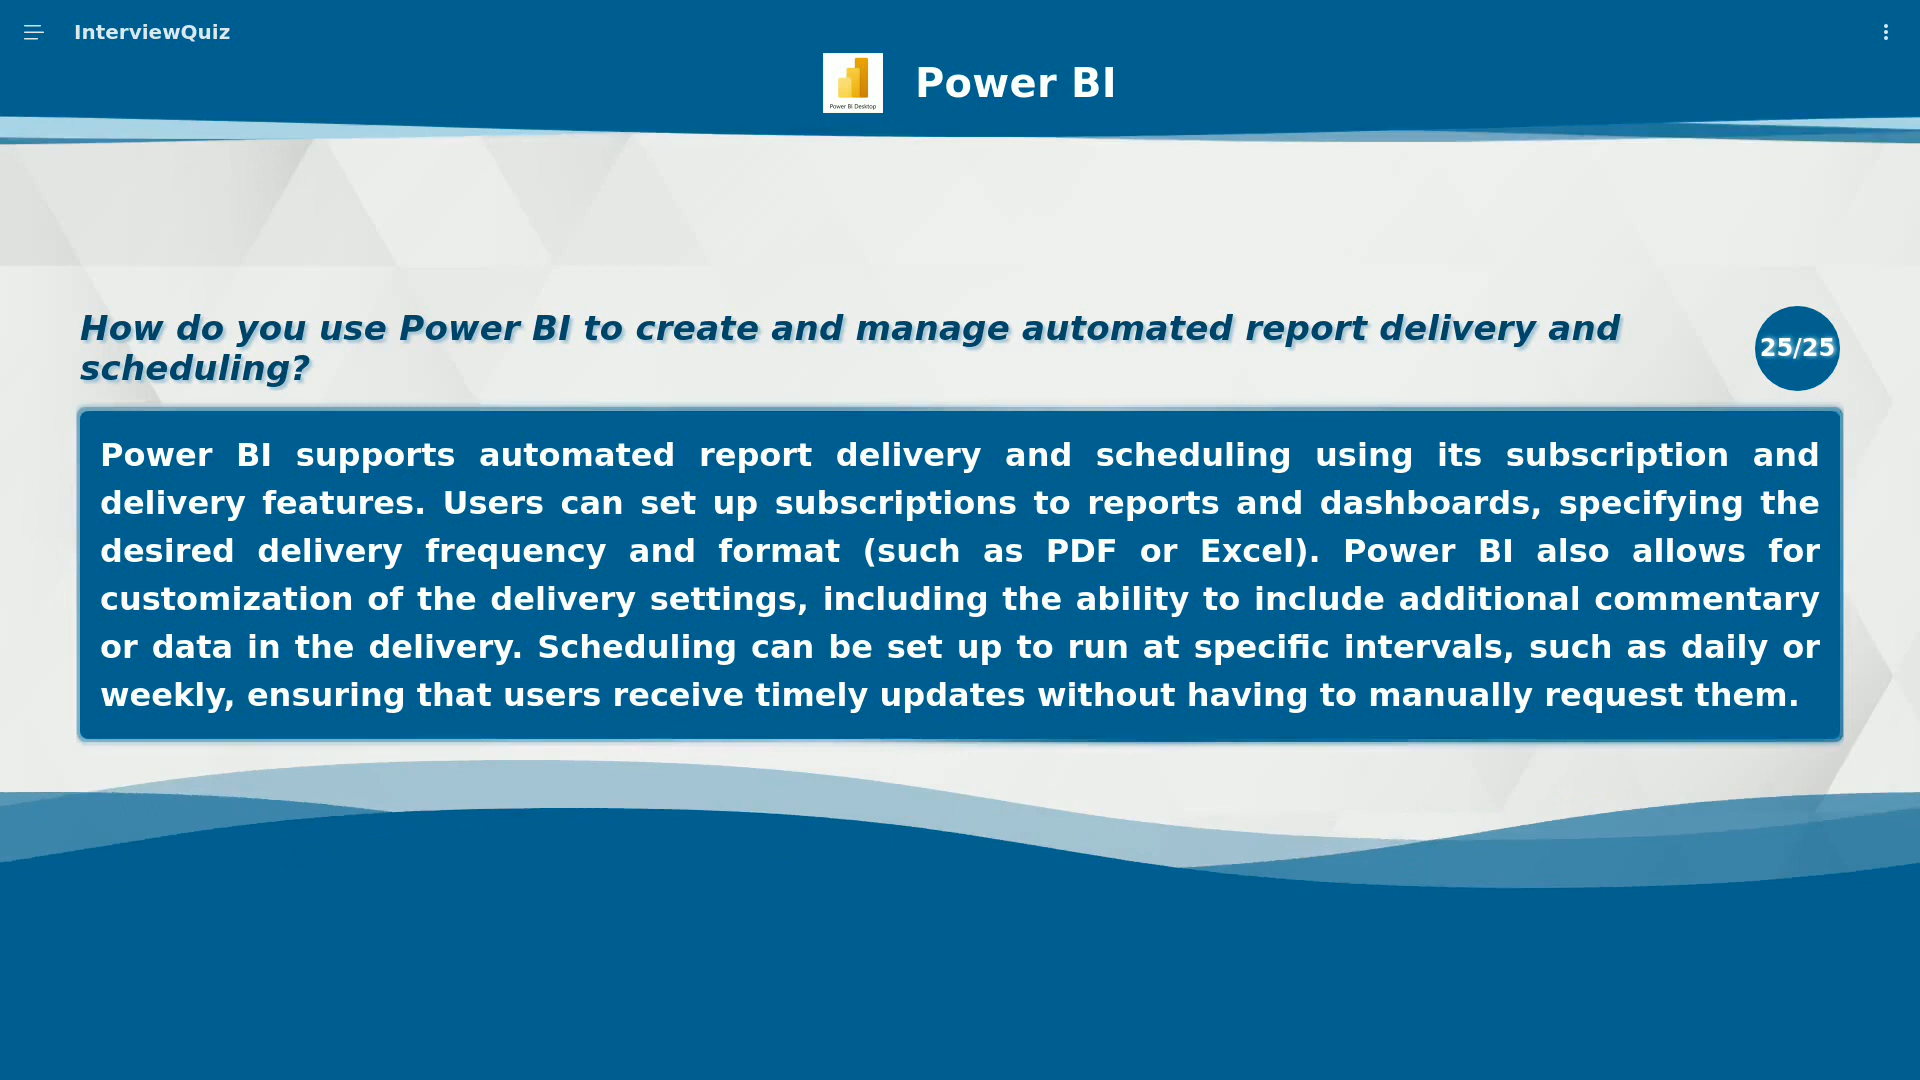 InterviewQuiz
Power BI Desktop
Power BI
How do you use Power BI to create and manage automated report delivery and
scheduling?
25/25
Power BI supports automated report delivery and scheduling using its subscription and
delivery features. Users can set up subscriptions to reports and dashboards, specifying the
desired delivery frequency and format (such as PDF or Excel). Power BI also allows for
customization of the delivery settings, including the ability to include additional commentary
or data in the delivery. Scheduling can be set up to run at specific intervals, such as daily or
weekly, ensuring that users receive timely updates without having to manually request them.